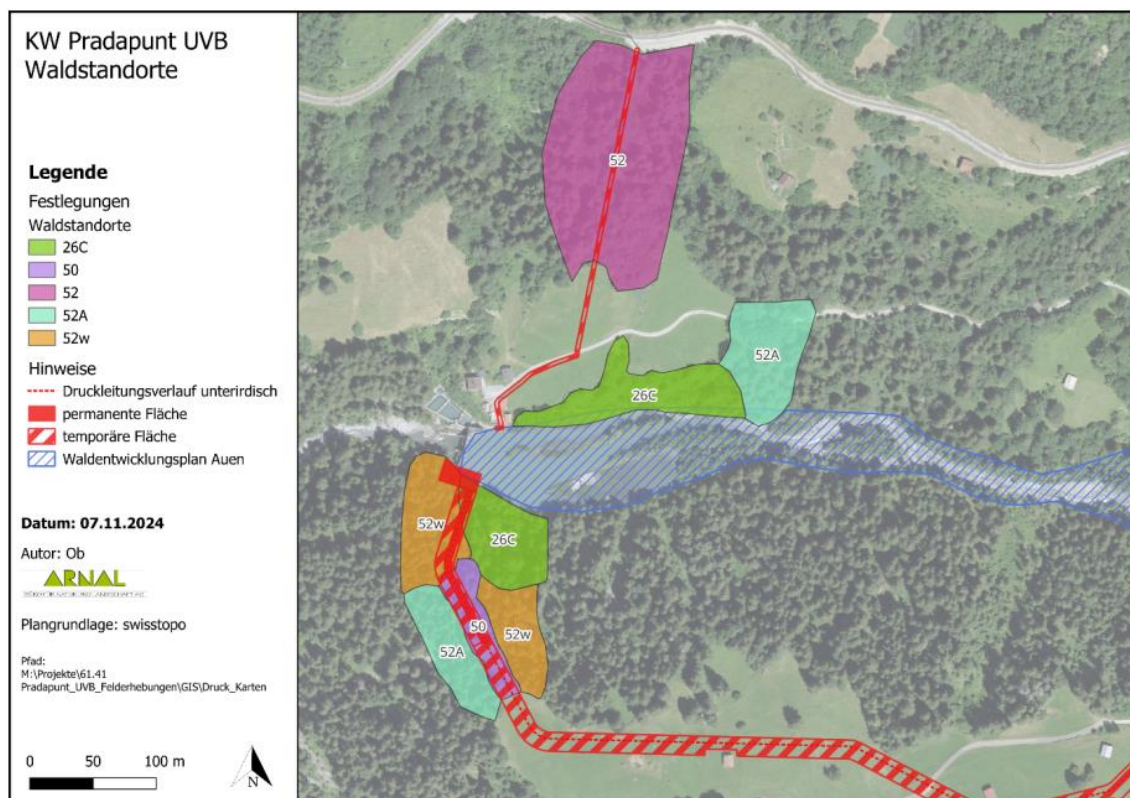 KW Pradapunt UVB
Waldstandorte
Legende
Festlegungen
Waldstandorte
26C
50
52
52A
52w
Hinweise
Druckleitungsverlauf unterirdisch
permanente Fläche
temporäre Fläche
Waldentwicklungsplan Auen
Datum: 07.11.2024
Autor: Ob
ARNAL
Plangrundlage: swisstopo
Pfad:
M:\Projekte\61.41
Pradapunt_UVB_Felderhebungen\GIS\Druck_Karten
0 50 100 m
N
52
52A
26C
52w
26C
50
52w
52A